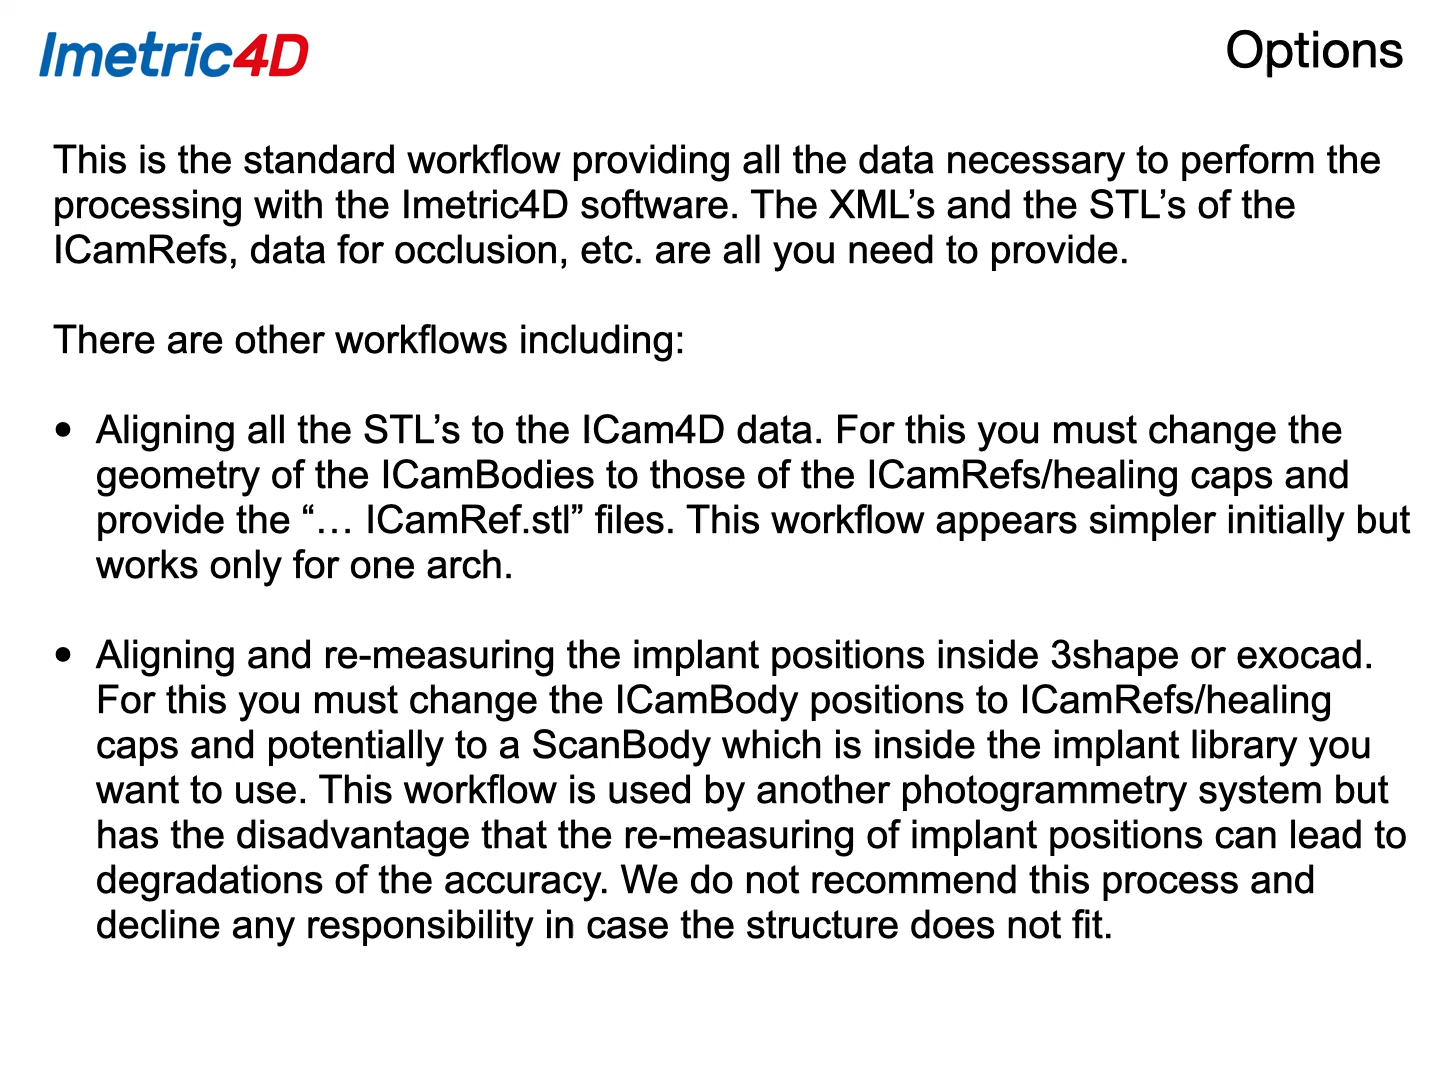 Imetric4D
Options
This is the standard workflow providing all the data necessary to perform the
processing with the Imetric4D software. The XML’s and the STL’s of the
ICamRefs, data for occlusion, etc. are all you need to provide.
There are other workflows including:
• Aligning all the STL’s to the ICam4D data. For this you must change the
geometry of the ICamBodies to those of the ICamRefs/healing caps and
provide the “… ICamRef.stl” files. This workflow appears simpler initially but
works only for one arch.
• Aligning and re-measuring the implant positions inside 3shape or exocad.
For this you must change the ICamBody positions to ICamRefs/healing
caps and potentially to a ScanBody which is inside the implant library you
want to use. This workflow is used by another photogrammetry system but
has the disadvantage that the re-measuring of implant positions can lead to
degradations of the accuracy. We do not recommend this process and
decline any responsibility in case the structure does not fit.